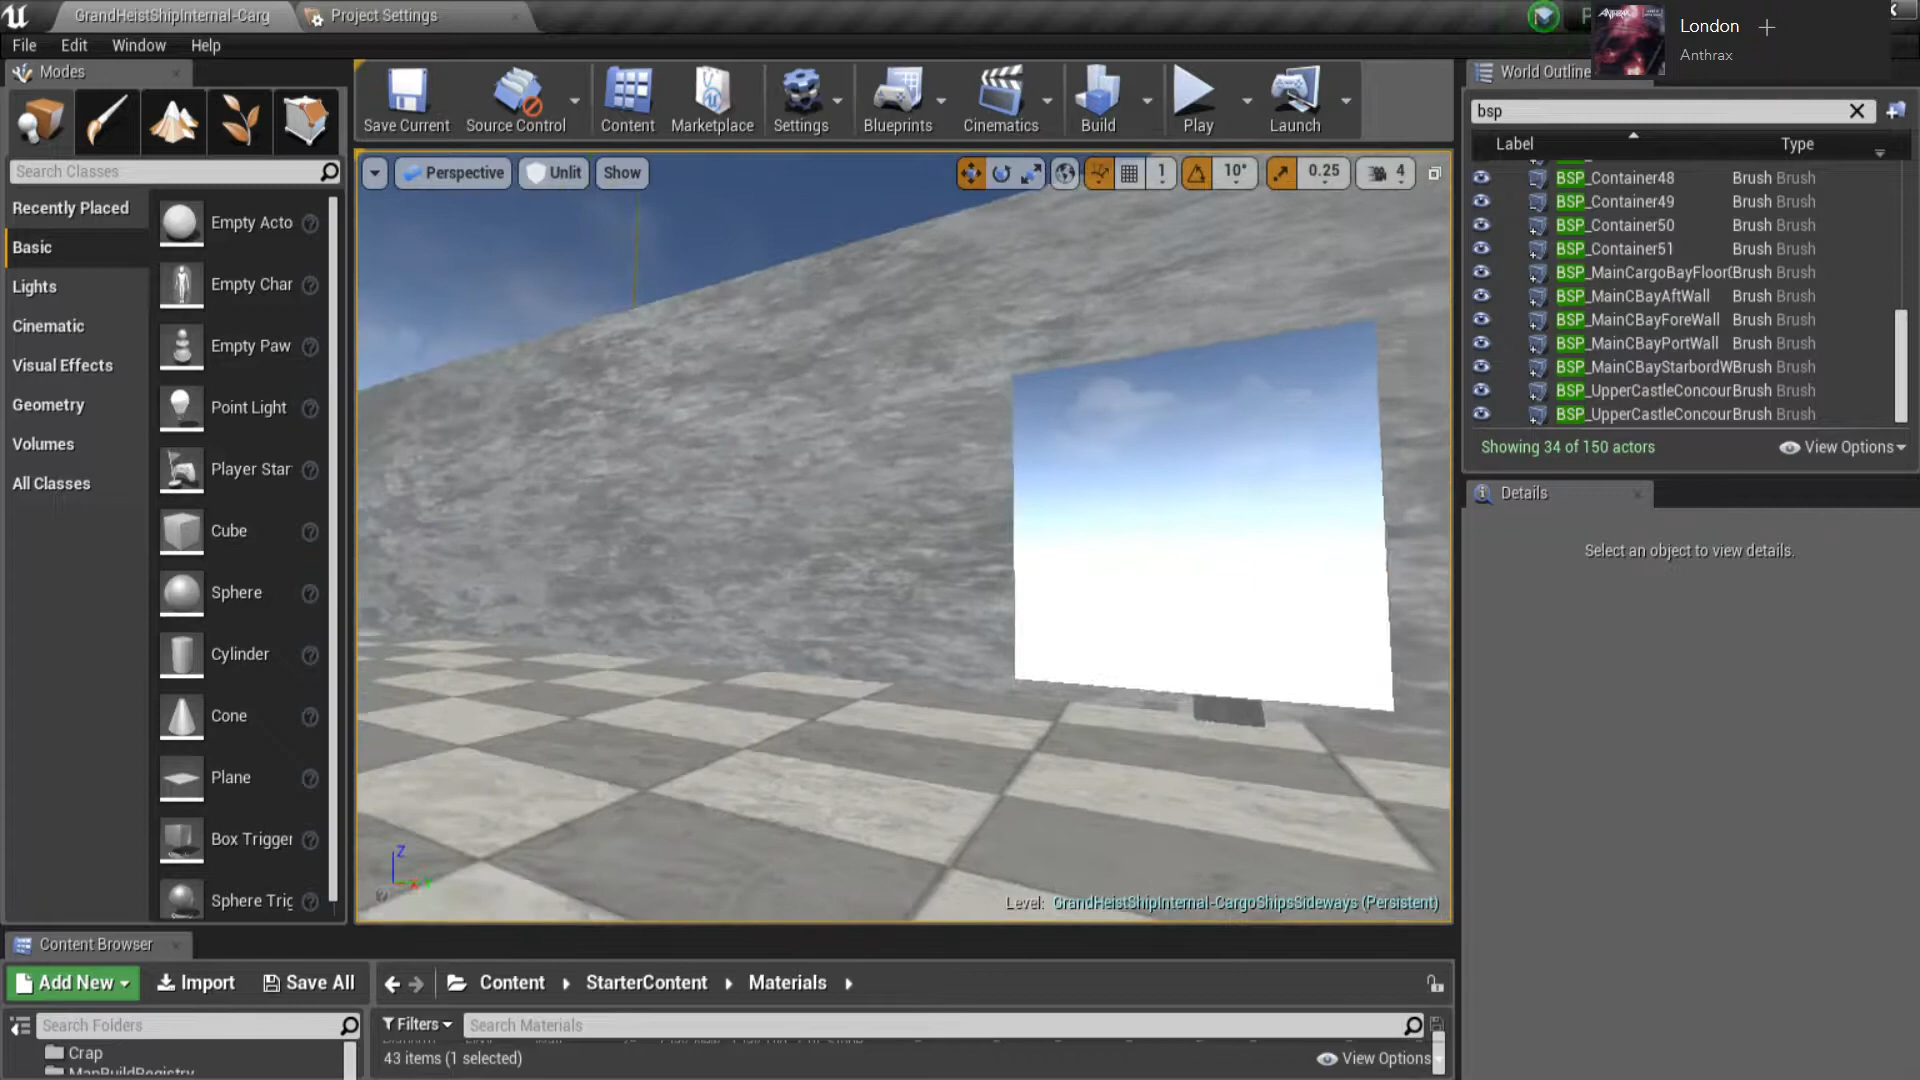 GrandHeistShipInternal-Carg
Project Settings
London
Anthrax
File Edit Window Help
Modes
World Outline
Save Current
Source Control
Content
Marketplace
Settings
Blueprints
Cinematics
Build
Play
Launch
bsp
Label
Type
Search Classes
Perspective
Unlit
Show
1
10°
0.25
4
Recently Placed
Basic
Lights
Cinematic
Visual Effects
Geometry
Volumes
All Classes
Empty Acto
Empty Char
Empty Paw
Point Light
Player Star
Cube
Sphere
Cylinder
Cone
Plane
Box Trigger
Sphere Trig
BSP_Container48 Brush Brush
BSP_Container49 Brush Brush
BSP_Container50 Brush Brush
BSP_Container51 Brush Brush
BSP_MainCargoBayFloor( Brush Brush
BSP_MainCBayAftWall Brush Brush
BSP_MainCBayForeWall Brush Brush
BSP_MainCBayPortWall Brush Brush
BSP_MainCBayStarbordW Brush Brush
BSP_UpperCastleConcour Brush Brush
BSP_UpperCastleConcour Brush Brush
Showing 34 of 150 actors
View Options
Details
Select an object to view details.
Z
X
Y
Level: GrandHeistShipInternal-CargoShipsSideways (Persistent)
Content Browser
Add New
Import
Save All
Content
StarterContent
Materials
Search Folders
Filters
Search Materials
Crap
MapBuildRegistry
43 items (1 selected)
View Options